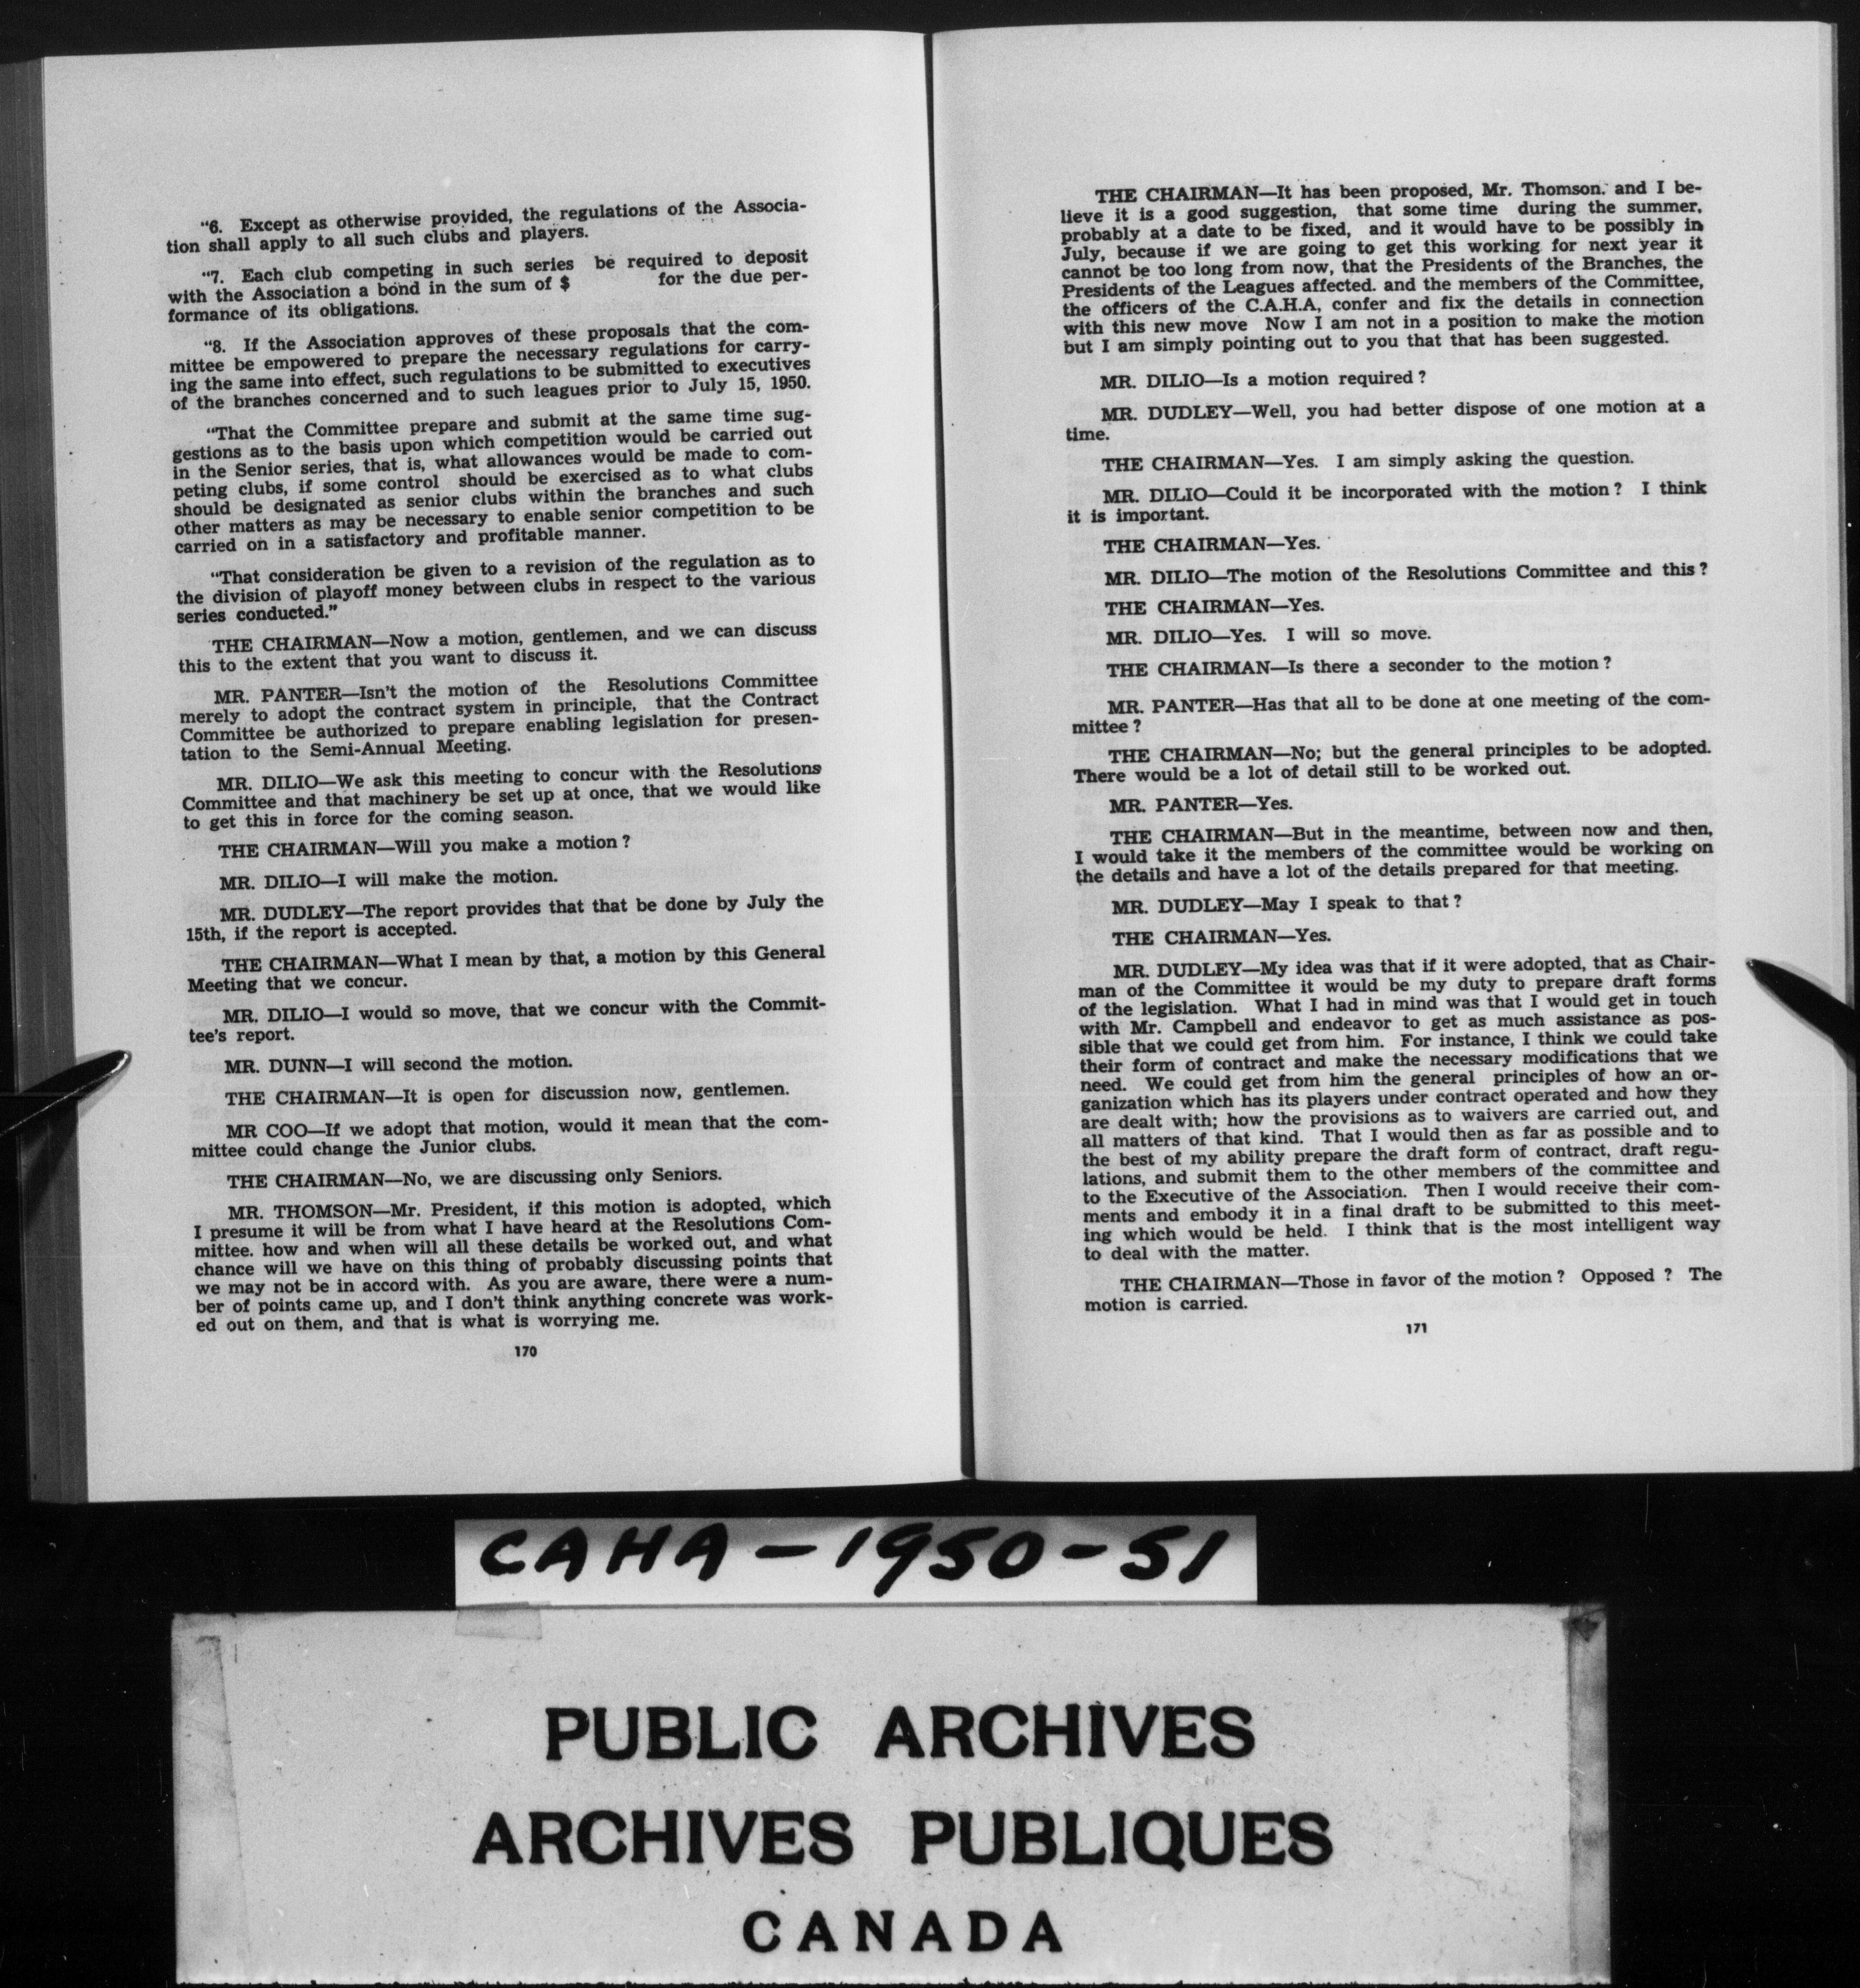 "6. Except as otherwise provided, the regulations of the Associa-
tion shall apply to all such clubs and players.
"7. Each club competing in such series be required to deposit
with the Association a bond in the sum of $ for the due per-
formance of its obligations.
"8. If the Association approves of these proposals that the com-
mittee be empowered to prepare the necessary regulations for carry-
ing the same into effect, such regulations to be submitted to executives
of the branches concerned and to such leagues prior to July 15, 1950.
"That the Committee prepare and submit at the same time sug-
gestions as to the basis upon which competition would be carried out
in the Senior series, that is, what allowances would be made to com-
peting clubs, if some control should be exercised as to what clubs
should be designated as senior clubs within the branches and such
other matters as may be necessary to enable senior competition to be
carried on in a satisfactory and profitable manner.
"That consideration be given to a revision of the regulation as to
the division of playoff money between clubs in respect to the various
series conducted."
THE CHAIRMAN—Now a motion, gentlemen, and we can discuss
this to the extent that you want to discuss it.
MR. PANTER—Isn't the motion of the Resolutions Committee
merely to adopt the contract system in principle, that the Contract
Committee be authorized to prepare enabling legislation for presen-
tation to the Semi-Annual Meeting.
MR. DILIO—We ask this meeting to concur with the Resolutions
Committee and that machinery be set up at once, that we would like
to get this in force for the coming season.
THE CHAIRMAN—Will you make a motion?
MR. DILIO—I will make the motion.
MR. DUDLEY—The report provides that that be done by July the
15th, if the report is accepted.
THE CHAIRMAN—What I mean by that, a motion by this General
Meeting that we concur.
MR. DILIO—I would so move, that we concur with the Commit-
tee's report.
MR. DUNN—I will second the motion.
THE CHAIRMAN—It is open for discussion now, gentlemen.
MR COO—If we adopt that motion, would it mean that the com-
mittee could change the Junior clubs.
THE CHAIRMAN—No, we are discussing only Seniors.
MR. THOMSON—Mr. President, if this motion is adopted, which
I presume it will be from what I have heard at the Resolutions Com-
mittee. how and when will all these details be worked out, and what
chance will we have on this thing of probably discussing points that
we may not be in accord with. As you are aware, there were a num-
ber of points came up, and I don't think anything concrete was work-
ed out on them, and that is what is worrying me.
170
THE CHAIRMAN—It has been proposed, Mr. Thomson. and I be-
lieve it is a good suggestion, that some time during the summer,
probably at a date to be fixed, and it would have to be possibly in
July, because if we are going to get this working for next year it
cannot be too long from now, that the Presidents of the Branches, the
Presidents of the Leagues affected. and the members of the Committee,
the officers of the C.A.H.A, confer and fix the details in connection
with this new move Now I am not in a position to make the motion
but I am simply pointing out to you that that has been suggested.
MR. DILIO—Is a motion required?
MR. DUDLEY—Well, you had better dispose of one motion at a
time.
THE CHAIRMAN—Yes. I am simply asking the question.
MR. DILIO—Could it be incorporated with the motion? I think
it is important.
THE CHAIRMAN—Yes.
MR. DILIO—The motion of the Resolutions Committee and this?
THE CHAIRMAN—Yes.
MR. DILIO—Yes. I will so move.
THE CHAIRMAN—Is there a seconder to the motion?
MR. PANTER—Has that all to be done at one meeting of the com-
mittee?
THE CHAIRMAN—No; but the general principles to be adopted.
There would be a lot of detail still to be worked out.
MR. PANTER—Yes.
THE CHAIRMAN—But in the meantime, between now and then,
I would take it the members of the committee would be working on
the details and have a lot of the details prepared for that meeting.
MR. DUDLEY—May I speak to that?
THE CHAIRMAN—Yes.
MR. DUDLEY—My idea was that if it were adopted, that as Chair-
man of the Committee it would be my duty to prepare draft forms
of the legislation. What I had in mind was that I would get in touch
with Mr. Campbell and endeavor to get as much assistance as pos-
sible that we could get from him. For instance, I think we could take
their form of contract and make the necessary modifications that we
need. We could get from him the general principles of how an or-
ganization which has its players under contract operated and how they
are dealt with; how the provisions as to waivers are carried out, and
all matters of that kind. That I would then as far as possible and to
the best of my ability prepare the draft form of contract, draft regu-
lations, and submit them to the other members of the committee and
to the Executive of the Association. Then I would receive their com-
ments and embody it in a final draft to be submitted to this meet-
ing which would be held. I think that is the most intelligent way
to deal with the matter.
THE CHAIRMAN—Those in favor of the motion? Opposed ? The
motion is carried.
171
CAHA-1950-51
PUBLIC ARCHIVES
ARCHIVES PUBLIQUES
CANADA